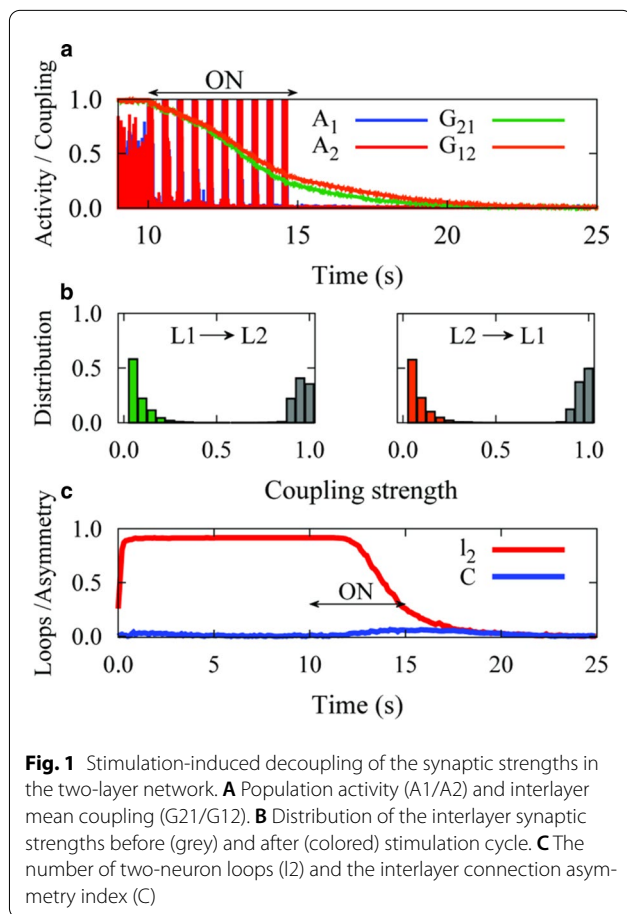 a
ON
1.0
0.5
0.0
Activity / Coupling
A1
A2
G21
G12
10
15
20
25
Time (s)
b
1.0
0.5
0.0
Distribution
L1 → L2
L2 → L1
0.0
0.5
1.0
0.0
0.5
1.0
Coupling strength
c
1.0
0.5
0.0
Loops /Asymmetry
l2
C
ON
0.0
5
10
15
20
25
Time (s)
Fig. 1 Stimulation-induced decoupling of the synaptic strengths in
the two-layer network. A Population activity (A1/A2) and interlayer
mean coupling (G21/G12). B Distribution of the interlayer synaptic
strengths before (grey) and after (colored) stimulation cycle. C The
number of two-neuron loops (l2) and the interlayer connection asym-
metry index (C)